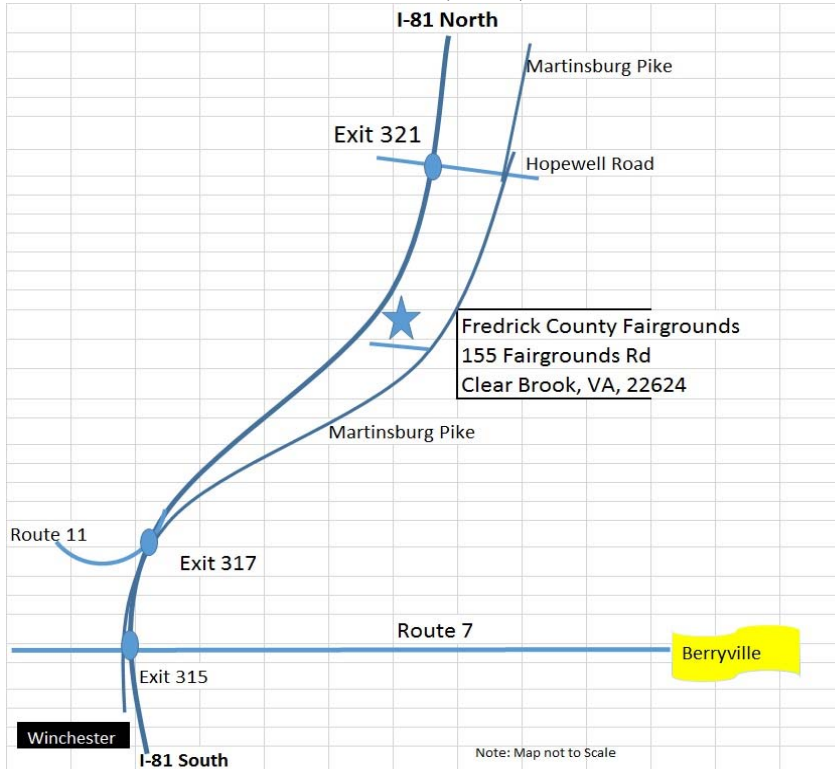 I-81 North
Martinsburg Pike
Exit 321
Hopewell Road
Fredrick County Fairgrounds
155 Fairgrounds Rd
Clear Brook, VA, 22624
Martinsburg Pike
Route 11
Exit 317
Route 7
Berryville
Exit 315
Winchester
Note: Map not to Scale
I-81 South